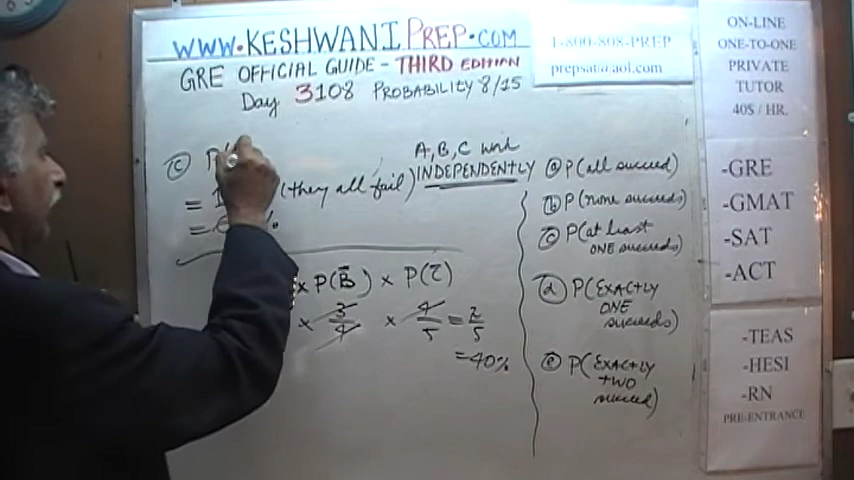 WWW.KESHWANIPREP.COM
GRE OFFICIAL GUIDE - THIRD EDITION
Day 3108 PROBABILITY 8/15
1-800-808-PREP
prepsat@aol.com
ON-LINE
ONE-TO-ONE
PRIVATE
TUTOR
40$ / HR.
-GRE
-GMAT
-SAT
-ACT
-TEAS
-HESI
-RN
PRE-ENTRANCE
A, B, C work
INDEPENDENTLY
(c) P
= 1 (they all fail)
= %
x P(B̄) x P(C̄)
x 3/4 x 4/5 = 2/5
= 40%
(a) P(all succeed)
(b) P(none succeeds)
(c) P(at least
ONE succeeds)
(d) P(EXACTLY
ONE
succeeds)
(e) P(EXACTLY
TWO
succeed)